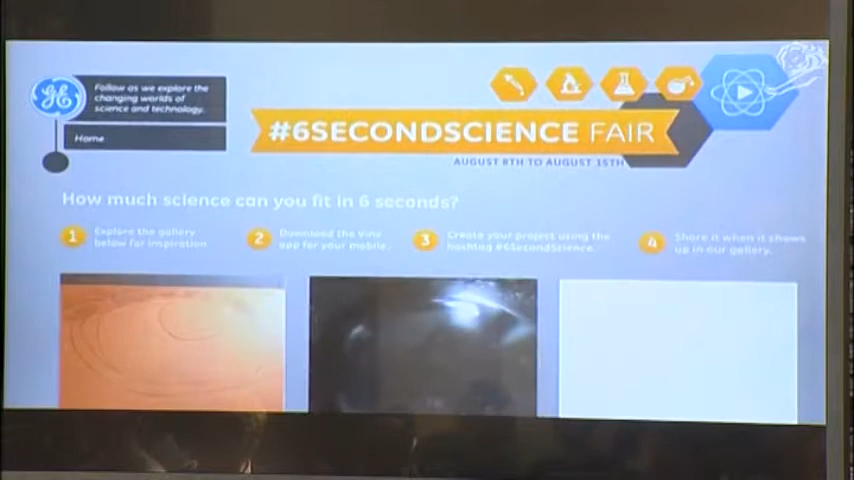 GE
Follow as we explore the
changing worlds of
science and technology.
Home
#6SECONDSCIENCE FAIR
AUGUST 8TH TO AUGUST 15TH
How much science can you fit in 6 seconds?
1 Explore the gallery
below for inspiration
2 Download the Vine
app for your mobile.
3 Create your project using the
hashtag #6SecondScience.
4 Share it when it shows
up in our gallery.